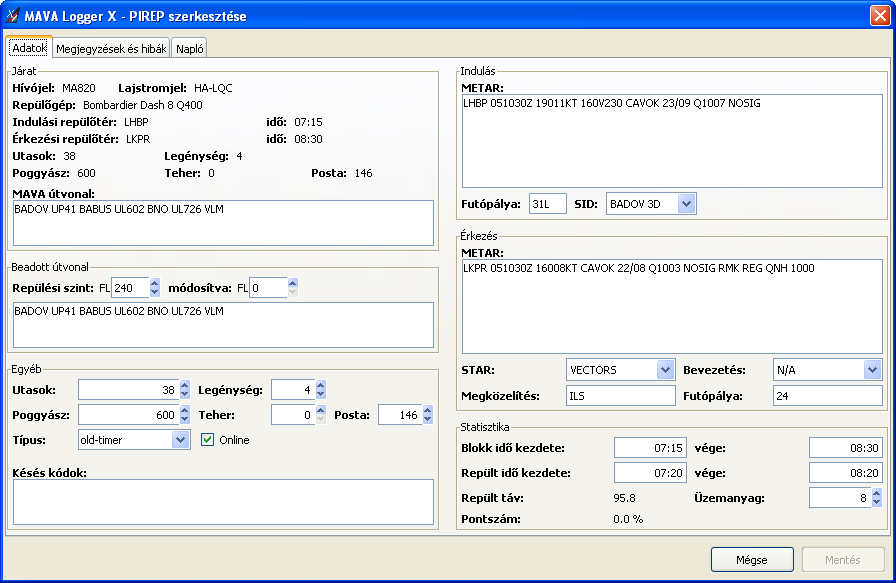 MAVA Logger X - PIREP szerkesztése
Adatok Megjegyzések és hibák Napló
Járat
Hívójel: MA820 Lajstromjel: HA-LQC
Repülőgép: Bombardier Dash 8 Q400
Indulási repülőtér: LHBP idő: 07:15
Érkezési repülőtér: LKPR idő: 08:30
Utasok: 38 Legénység: 4
Poggyász: 600 Teher: 0 Posta: 146
MAVA útvonal:
BADOV UP41 BABUS UL602 BNO UL726 VLM
Beadott útvonal
Repülési szint: FL 240 módosítva: FL 0
BADOV UP41 BABUS UL602 BNO UL726 VLM
Egyéb
Utasok: 38 Legénység: 4
Poggyász: 600 Teher: 0 Posta: 146
Típus: old-timer Online
Késés kódok:
Indulás
METAR:
LHBP 051030Z 19011KT 160V230 CAVOK 23/09 Q1007 NOSIG
Futópálya: 31L SID: BADOV 3D
Érkezés
METAR:
LKPR 051030Z 16008KT CAVOK 22/08 Q1003 NOSIG RMK REG QNH 1000
STAR: VECTORS Bevezetés: N/A
Megközelítés: ILS Futópálya: 24
Statisztika
Blokk idő kezdete: 07:15 vége: 08:30
Repült idő kezdete: 07:20 vége: 08:20
Repült táv: 95.8 Üzemanyag: 8
Pontszám: 0.0 %
Mégse Mentés